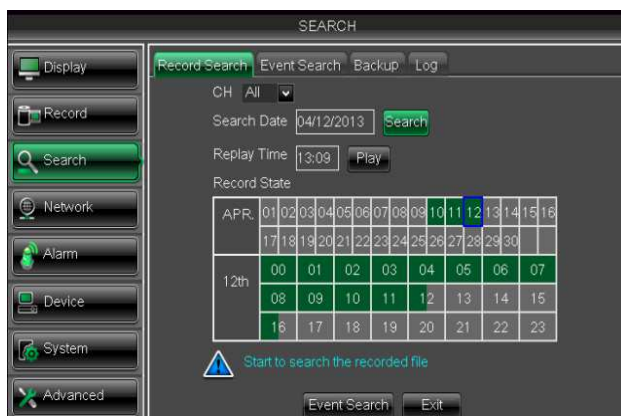 SEARCH
Display
Record
Search
Network
Alarm
Device
System
Advanced
Record Search Event Search Backup Log
CH All
Search Date 04/12/2013 Search
Replay Time 13:09 Play
Record State
APR. 01 02 03 04 05 06 07 08 09 10 11 12 13 14 15 16
17 18 19 20 21 22 23 24 25 26 27 28 29 30
12th 00 01 02 03 04 05 06 07
08 09 10 11 12 13 14 15
16 17 18 19 20 21 22 23
Start to search the recorded file
Event Search Exit